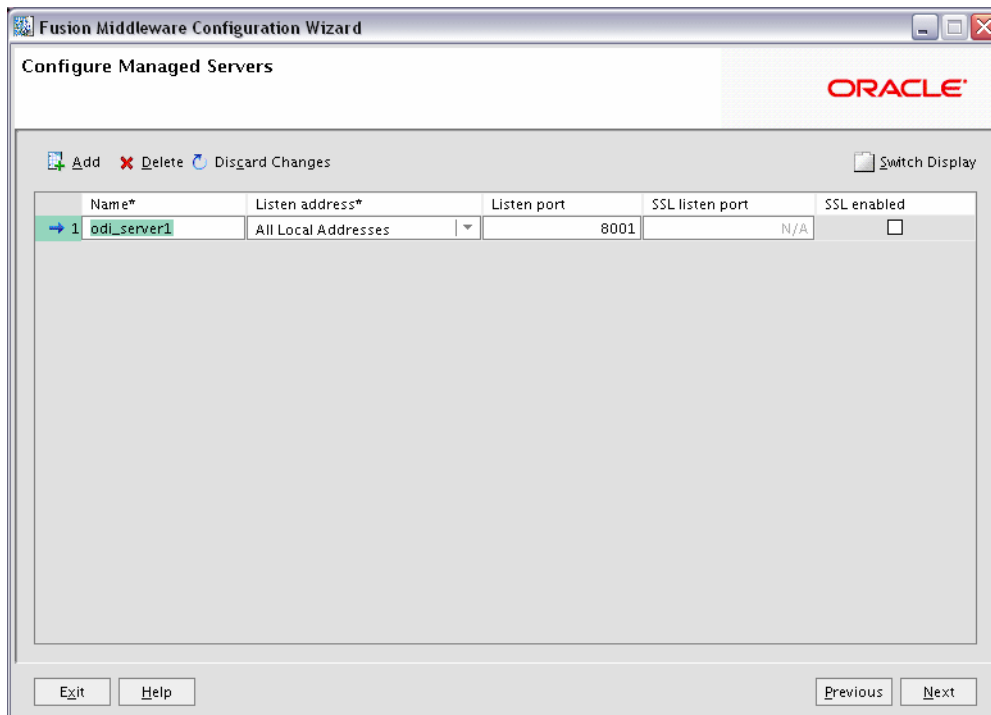 Fusion Middleware Configuration Wizard
Configure Managed Servers
ORACLE
Add Delete Discard Changes Switch Display
Name* Listen address* Listen port SSL listen port SSL enabled
1 odi_server1 All Local Addresses 8001 N/A
Exit Help Previous Next